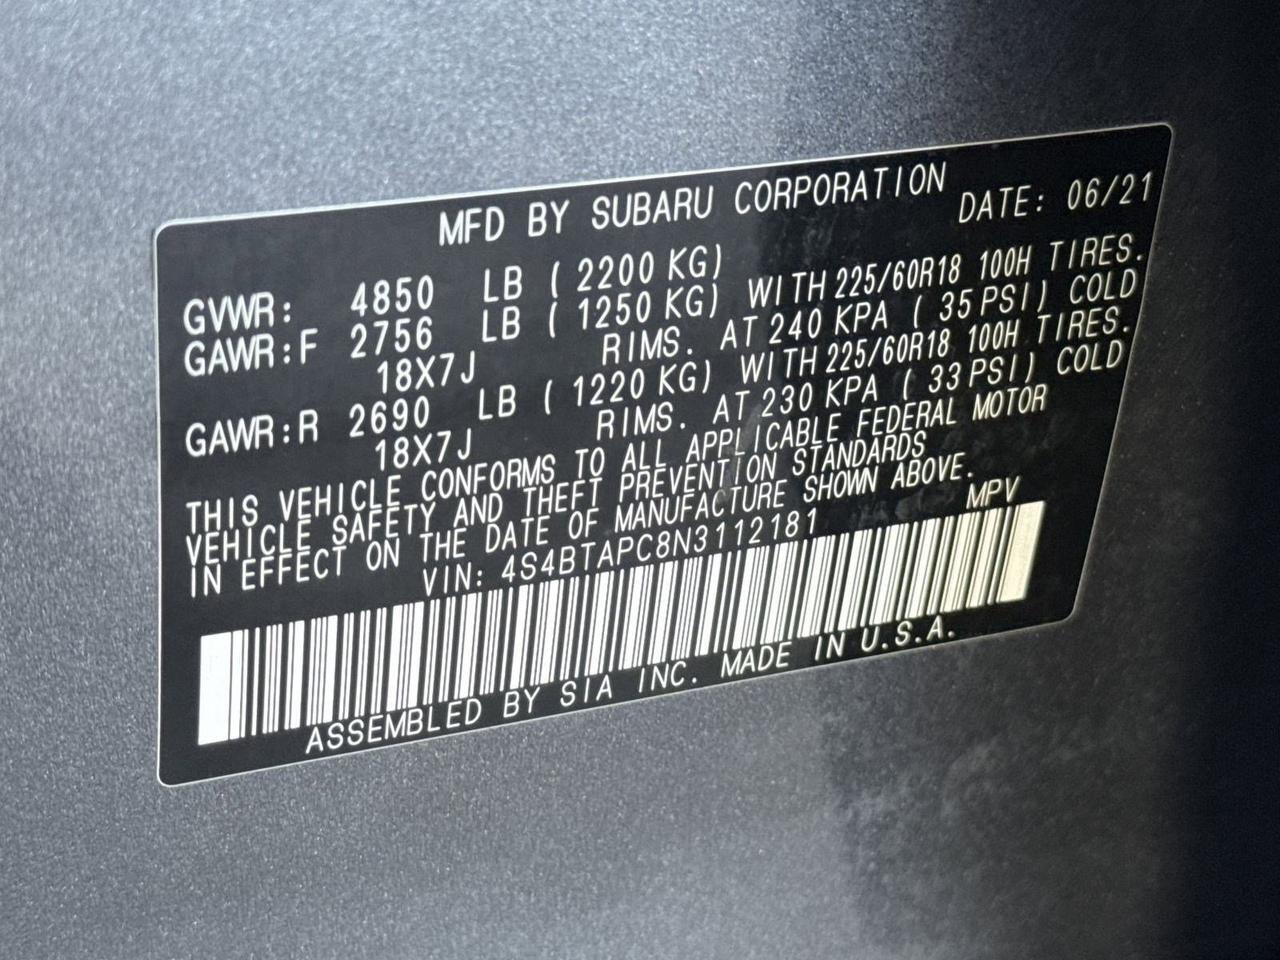 MFD BY SUBARU CORPORATION DATE: 06/21
GVWR: 4850 LB ( 2200 KG)
GAWR:F 2756 LB ( 1250 KG) WITH 225/60R18 100H TIRES.
18X7J RIMS. AT 240 KPA ( 35 PSI) COLD
GAWR:R 2690 LB ( 1220 KG) WITH 225/60R18 100H TIRES.
18X7J RIMS. AT 230 KPA ( 33 PSI) COLD
THIS VEHICLE CONFORMS TO ALL APPLICABLE FEDERAL MOTOR
VEHICLE SAFETY AND THEFT PREVENTION STANDARDS
IN EFFECT ON THE DATE OF MANUFACTURE SHOWN ABOVE.
VIN: 4S4BTAPC8N3112181 MPV
ASSEMBLED BY SIA INC. MADE IN U.S.A.